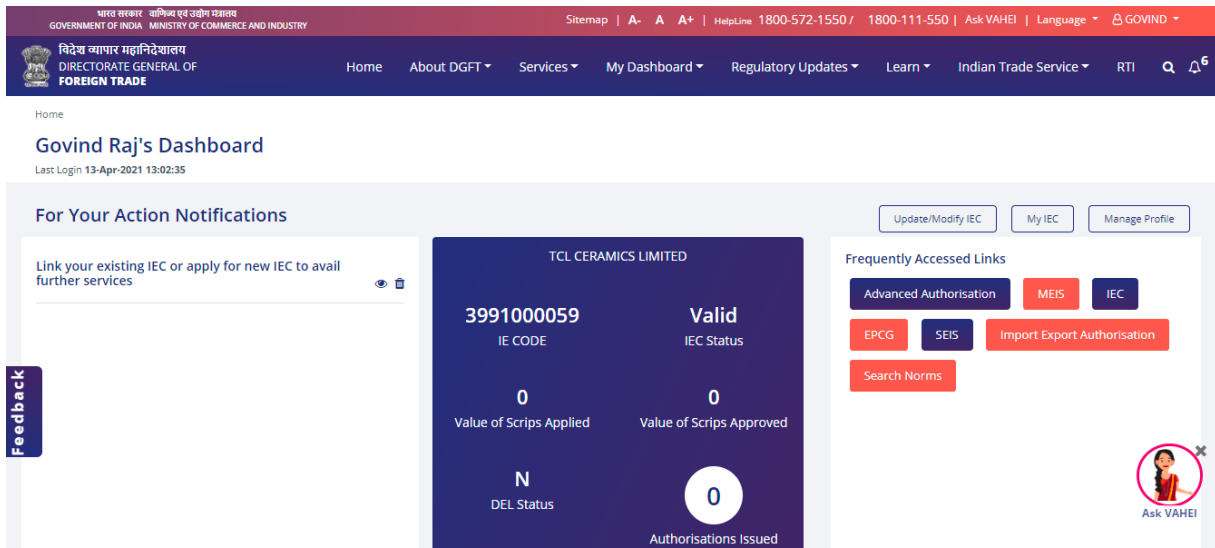 भारत सरकार वाणिज्य एवं उद्योग मंत्रालय
GOVERNMENT OF INDIA MINISTRY OF COMMERCE AND INDUSTRY
Sitemap | A- A A+ | HelpLine 1800-572-1550 / 1800-111-550 | Ask VAHEI | Language GOVIND
विदेश व्यापार महानिदेशालय
DIRECTORATE GENERAL OF
FOREIGN TRADE
Home About DGFT Services My Dashboard Regulatory Updates Learn Indian Trade Service RTI 6
Home
Govind Raj's Dashboard
Last Login 13-Apr-2021 13:02:35
For Your Action Notifications
Update/Modify IEC My IEC Manage Profile
Link your existing IEC or apply for new IEC to avail
further services
TCL CERAMICS LIMITED
3991000059 Valid
IE CODE IEC Status
0 0
Value of Scrips Applied Value of Scrips Approved
N 0
DEL Status
Authorisations Issued
Frequently Accessed Links
Advanced Authorisation MEIS IEC
EPCG SEIS Import Export Authorisation
Search Norms
Feedback
Ask VAHEI